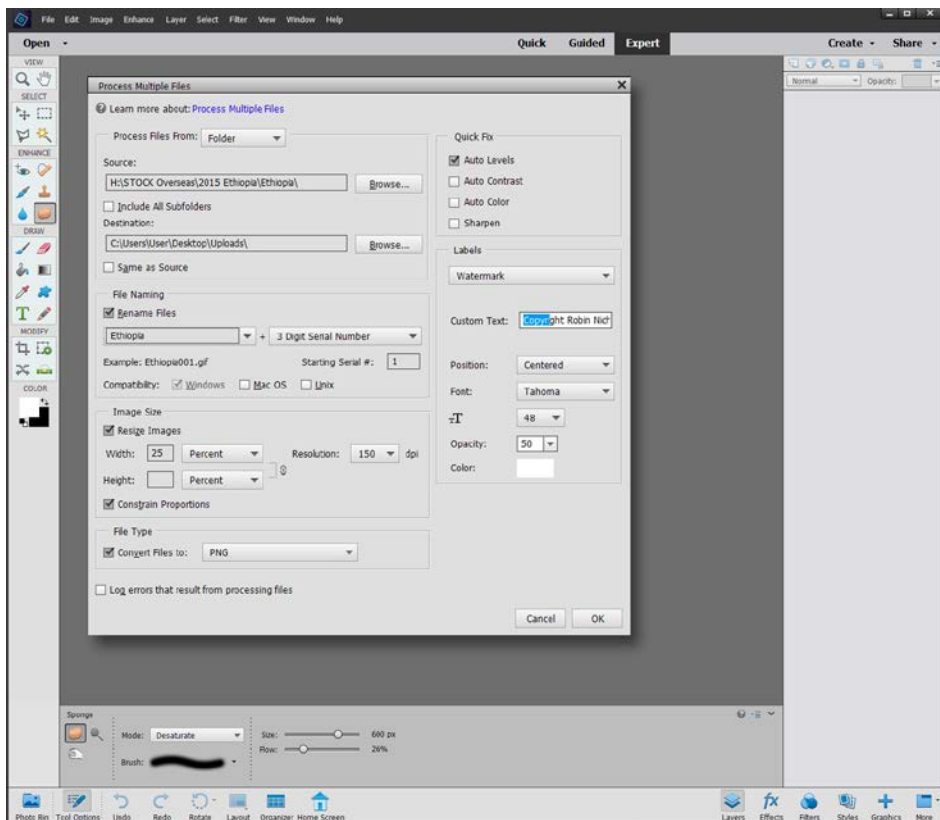 File Edit Image Enhance Layer Select Filter View Window Help
Open Quick Guided Expert Create Share
VIEW
SELECT
ENHANCE
DRAW
MODIFY
COLOR
Normal Opacity:
Process Multiple Files
Learn more about: Process Multiple Files
Process Files From: Folder
Source:
H:\STOCK Overseas\2015 Ethiopia\Ethiopia\ Browse...
Include All Subfolders
Destination:
C:\Users\User\Desktop\Uploads\ Browse...
Same as Source
File Naming
Rename Files
Ethiopia + 3 Digit Serial Number
Example: Ethiopia001.gif Starting Serial #: 1
Compatibility: Windows Mac OS Unix
Image Size
Resize Images
Width: 25 Percent Resolution: 150 dpi
Height: Percent
Constrain Proportions
File Type
Convert Files to: PNG
Log errors that result from processing files
Quick Fix
Auto Levels
Auto Contrast
Auto Color
Sharpen
Labels
Watermark
Custom Text: Copyright Robin Nich
Position: Centered
Font: Tahoma
T 48
Opacity: 50
Color:
Cancel OK
Sponge
Mode: Desaturate Size: 600 px
Flow: 26%
Brush:
Photo Bin Tool Options Undo Redo Rotate Layout Organizer Home Screen Layers Effects Filters Styles Graphics More